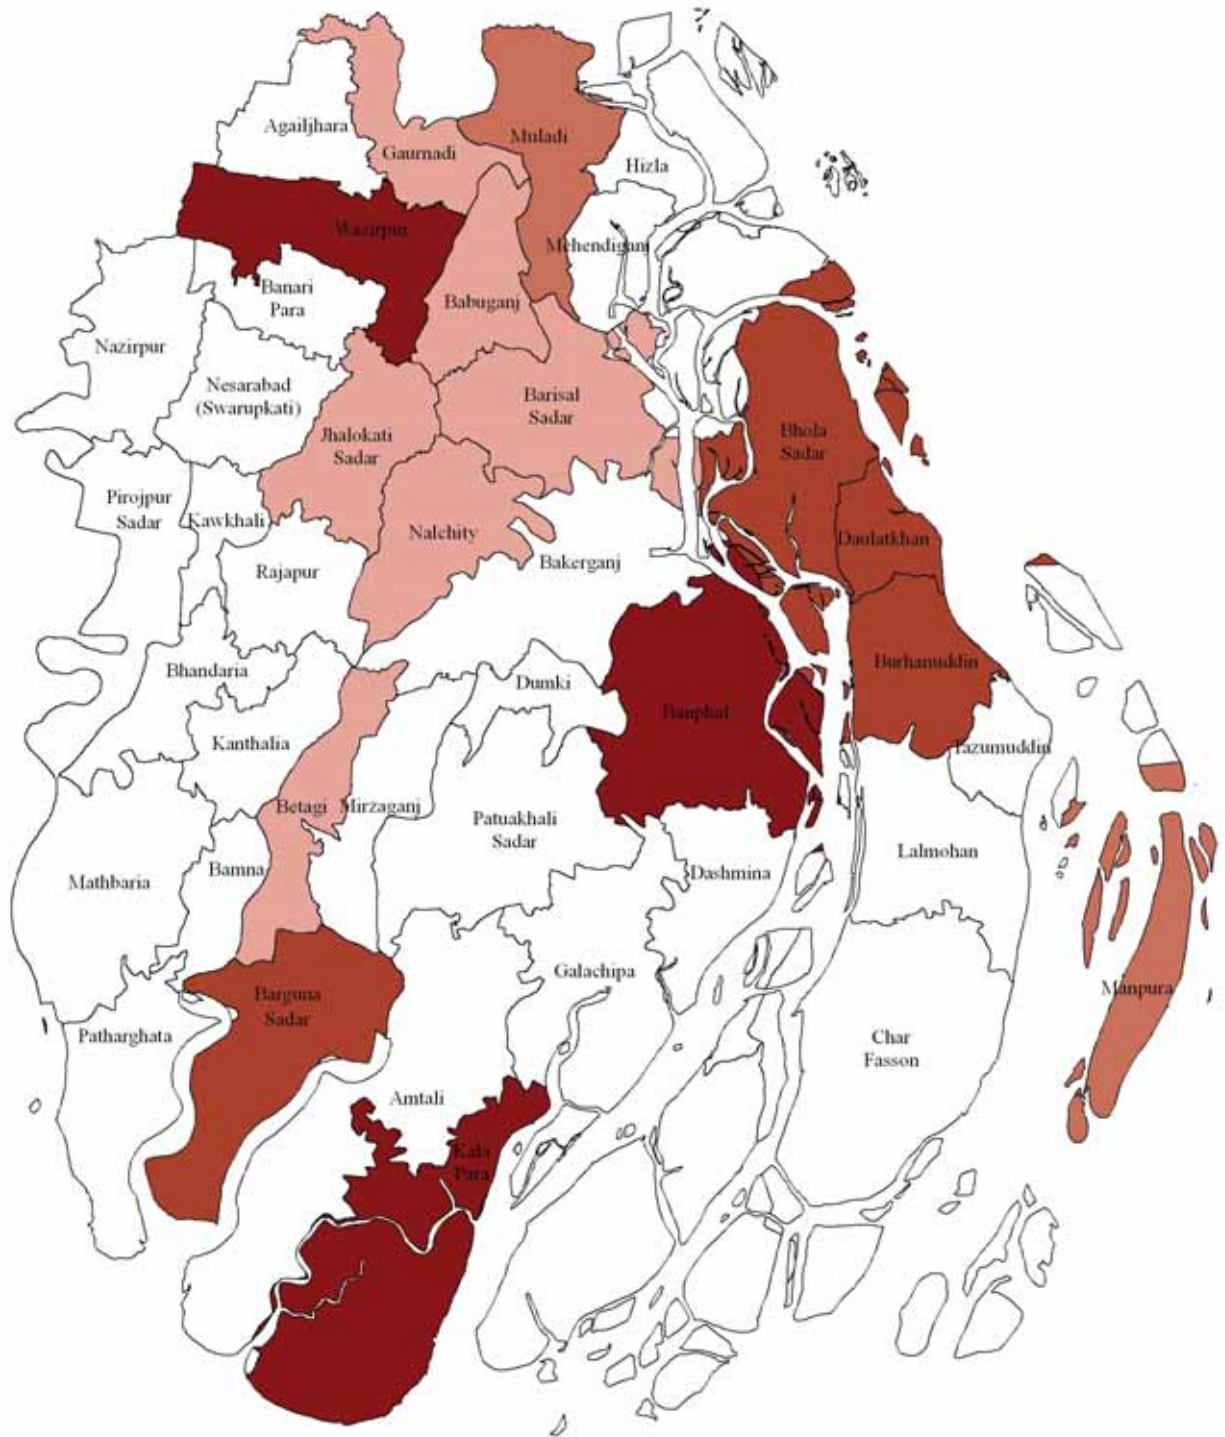 Agailjhara
Gaurnadi
Muladi
Hizla
Wazirpur
Mehendiganj
Banari
Para
Babuganj
Nazirpur
Nesarabad
(Swarupkati)
Barisal
Sadar
Jhalokati
Sadar
Bhola
Sadar
Pirojpur
Sadar
Kawkhali
Nalchity
Daulatkhan
Rajapur
Bakerganj
Bhandaria
Dumki
Burhanuddin
Bauphal
Kanthalia
Tazumuddin
Betagi
Mirzaganj
Patuakhali
Sadar
Lalmohan
Mathbaria
Bamna
Dashmina
Galachipa
Manpura
Barguna
Sadar
Patharghata
Char
Fasson
Amtali
Kala
Para